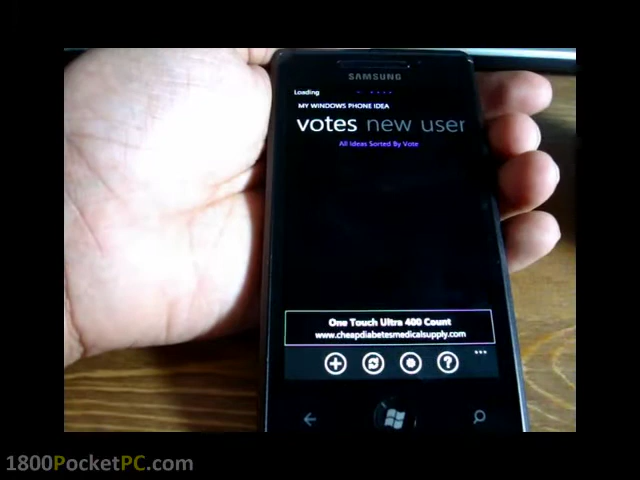 SAMSUNG
Loading
MY WINDOWS PHONE IDEA
votes new user
All Ideas Sorted By Vote
One Touch Ultra 400 Count
www.cheapdiabetesmedicalsupply.com
1800PocketPC.com